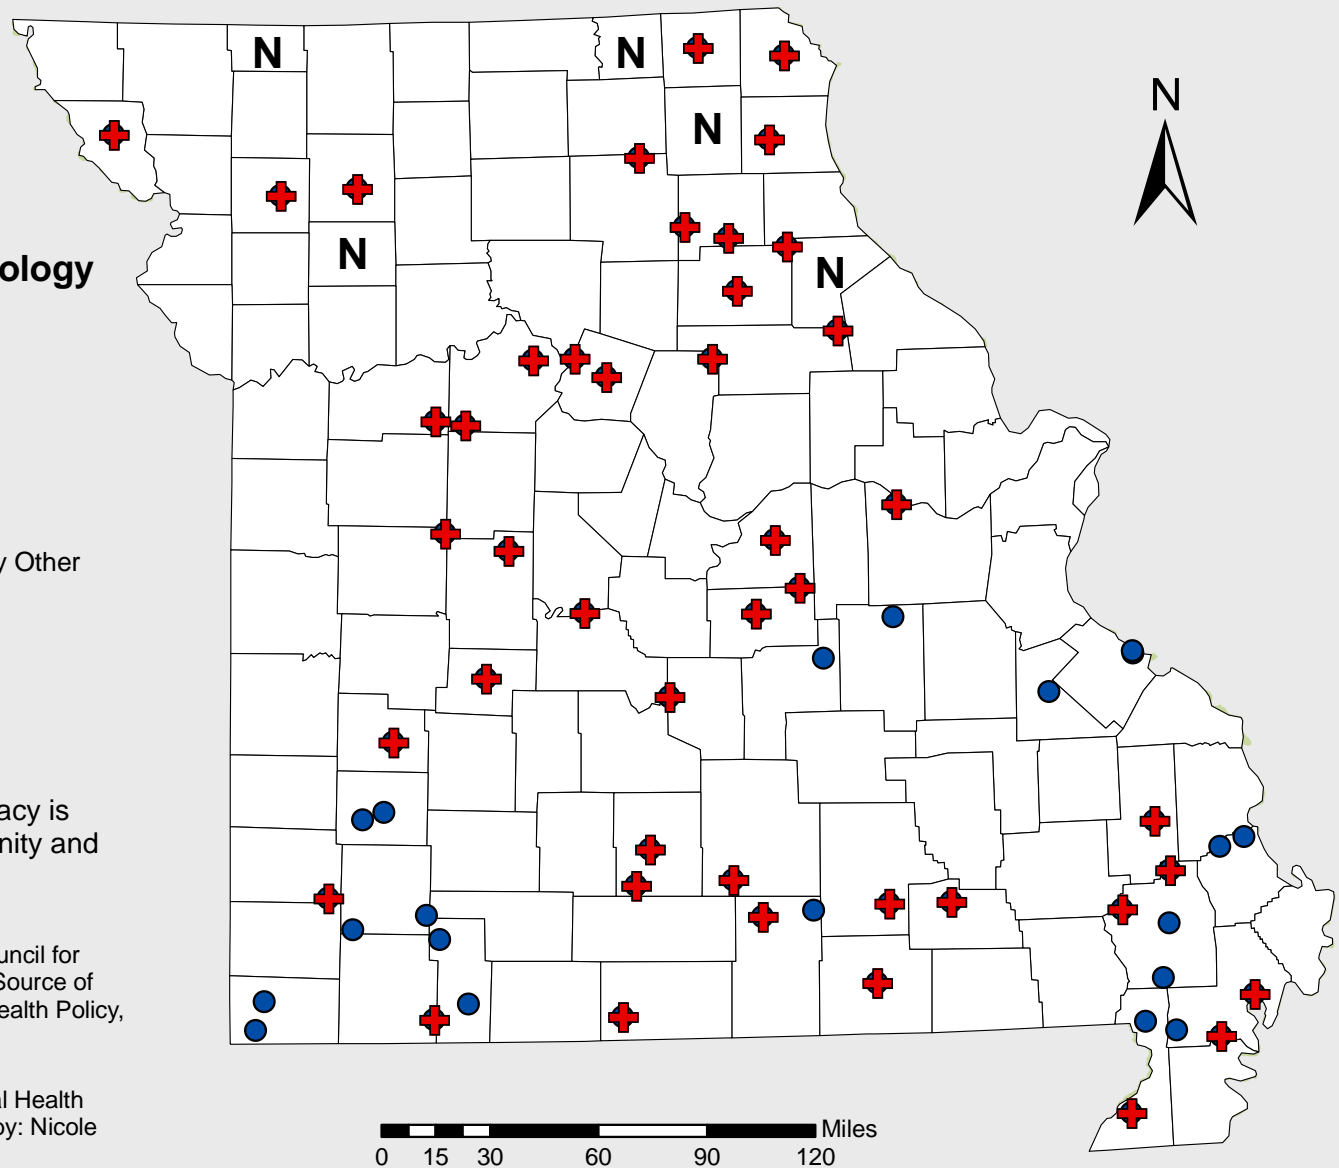 N
N
N
N
N
N
ology
y Other
acy is
nity and
uncil for
Source of
ealth Policy,
al Health
by: Nicole
Miles
0 15 30 60 90 120